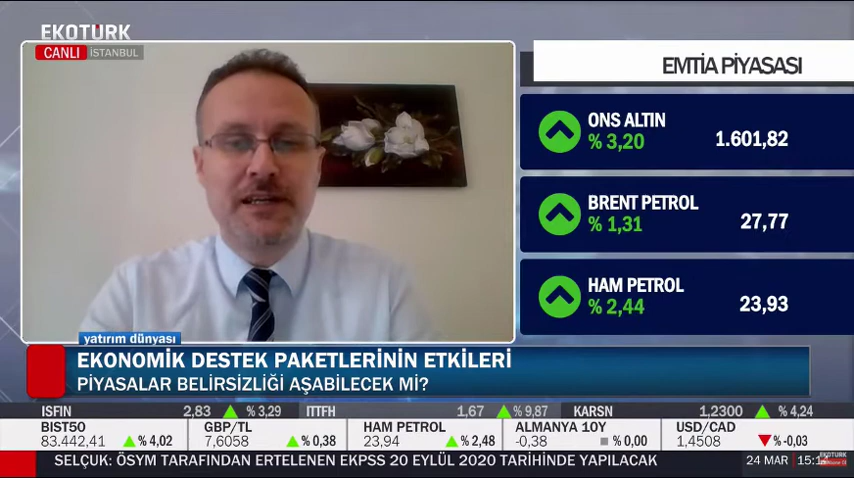 EKOTÜRK
CANLI İSTANBUL
EMTİA PİYASASI
ONS ALTIN
% 3,20 1.601,82
BRENT PETROL
% 1,31 27,77
HAM PETROL
% 2,44 23,93
yatırım dünyası
EKONOMİK DESTEK PAKETLERİNİN ETKİLERİ
PİYASALAR BELİRSİZLİĞİ AŞABİLECEK Mİ?
ISFIN 2,83 % 3,29 ITTFH 1,67 % 9,87 KARSN 1,2300 % 4,24
BIST50 GBP/TL HAM PETROL ALMANYA 10Y USD/CAD
83.442,41 % 4,02 7,6058 % 0,38 23,94 % 2,48 -0,38 % 0,00 1,4508 % -0,03
SELÇUK: ÖSYM TARAFINDAN ERTELENEN EKPSS 20 EYLÜL 2020 TARİHİNDE YAPILACAK 24 MAR
EKOTÜRK